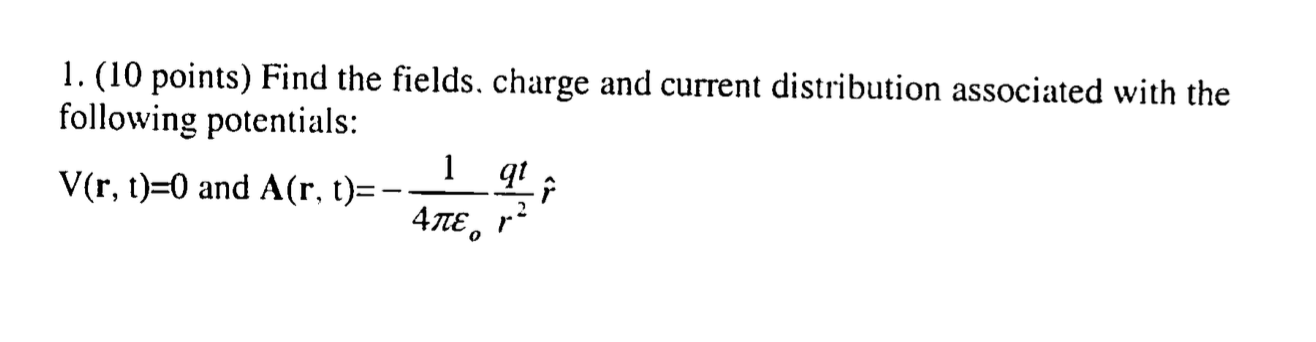 1. (10 points) Find the fields. charge and current distribution associated with the
following potentials:
V(r, t)=0 and A(r, t)= - \frac{1}{4\pi\varepsilon_o} \frac{qt}{r^2} \hat{r}